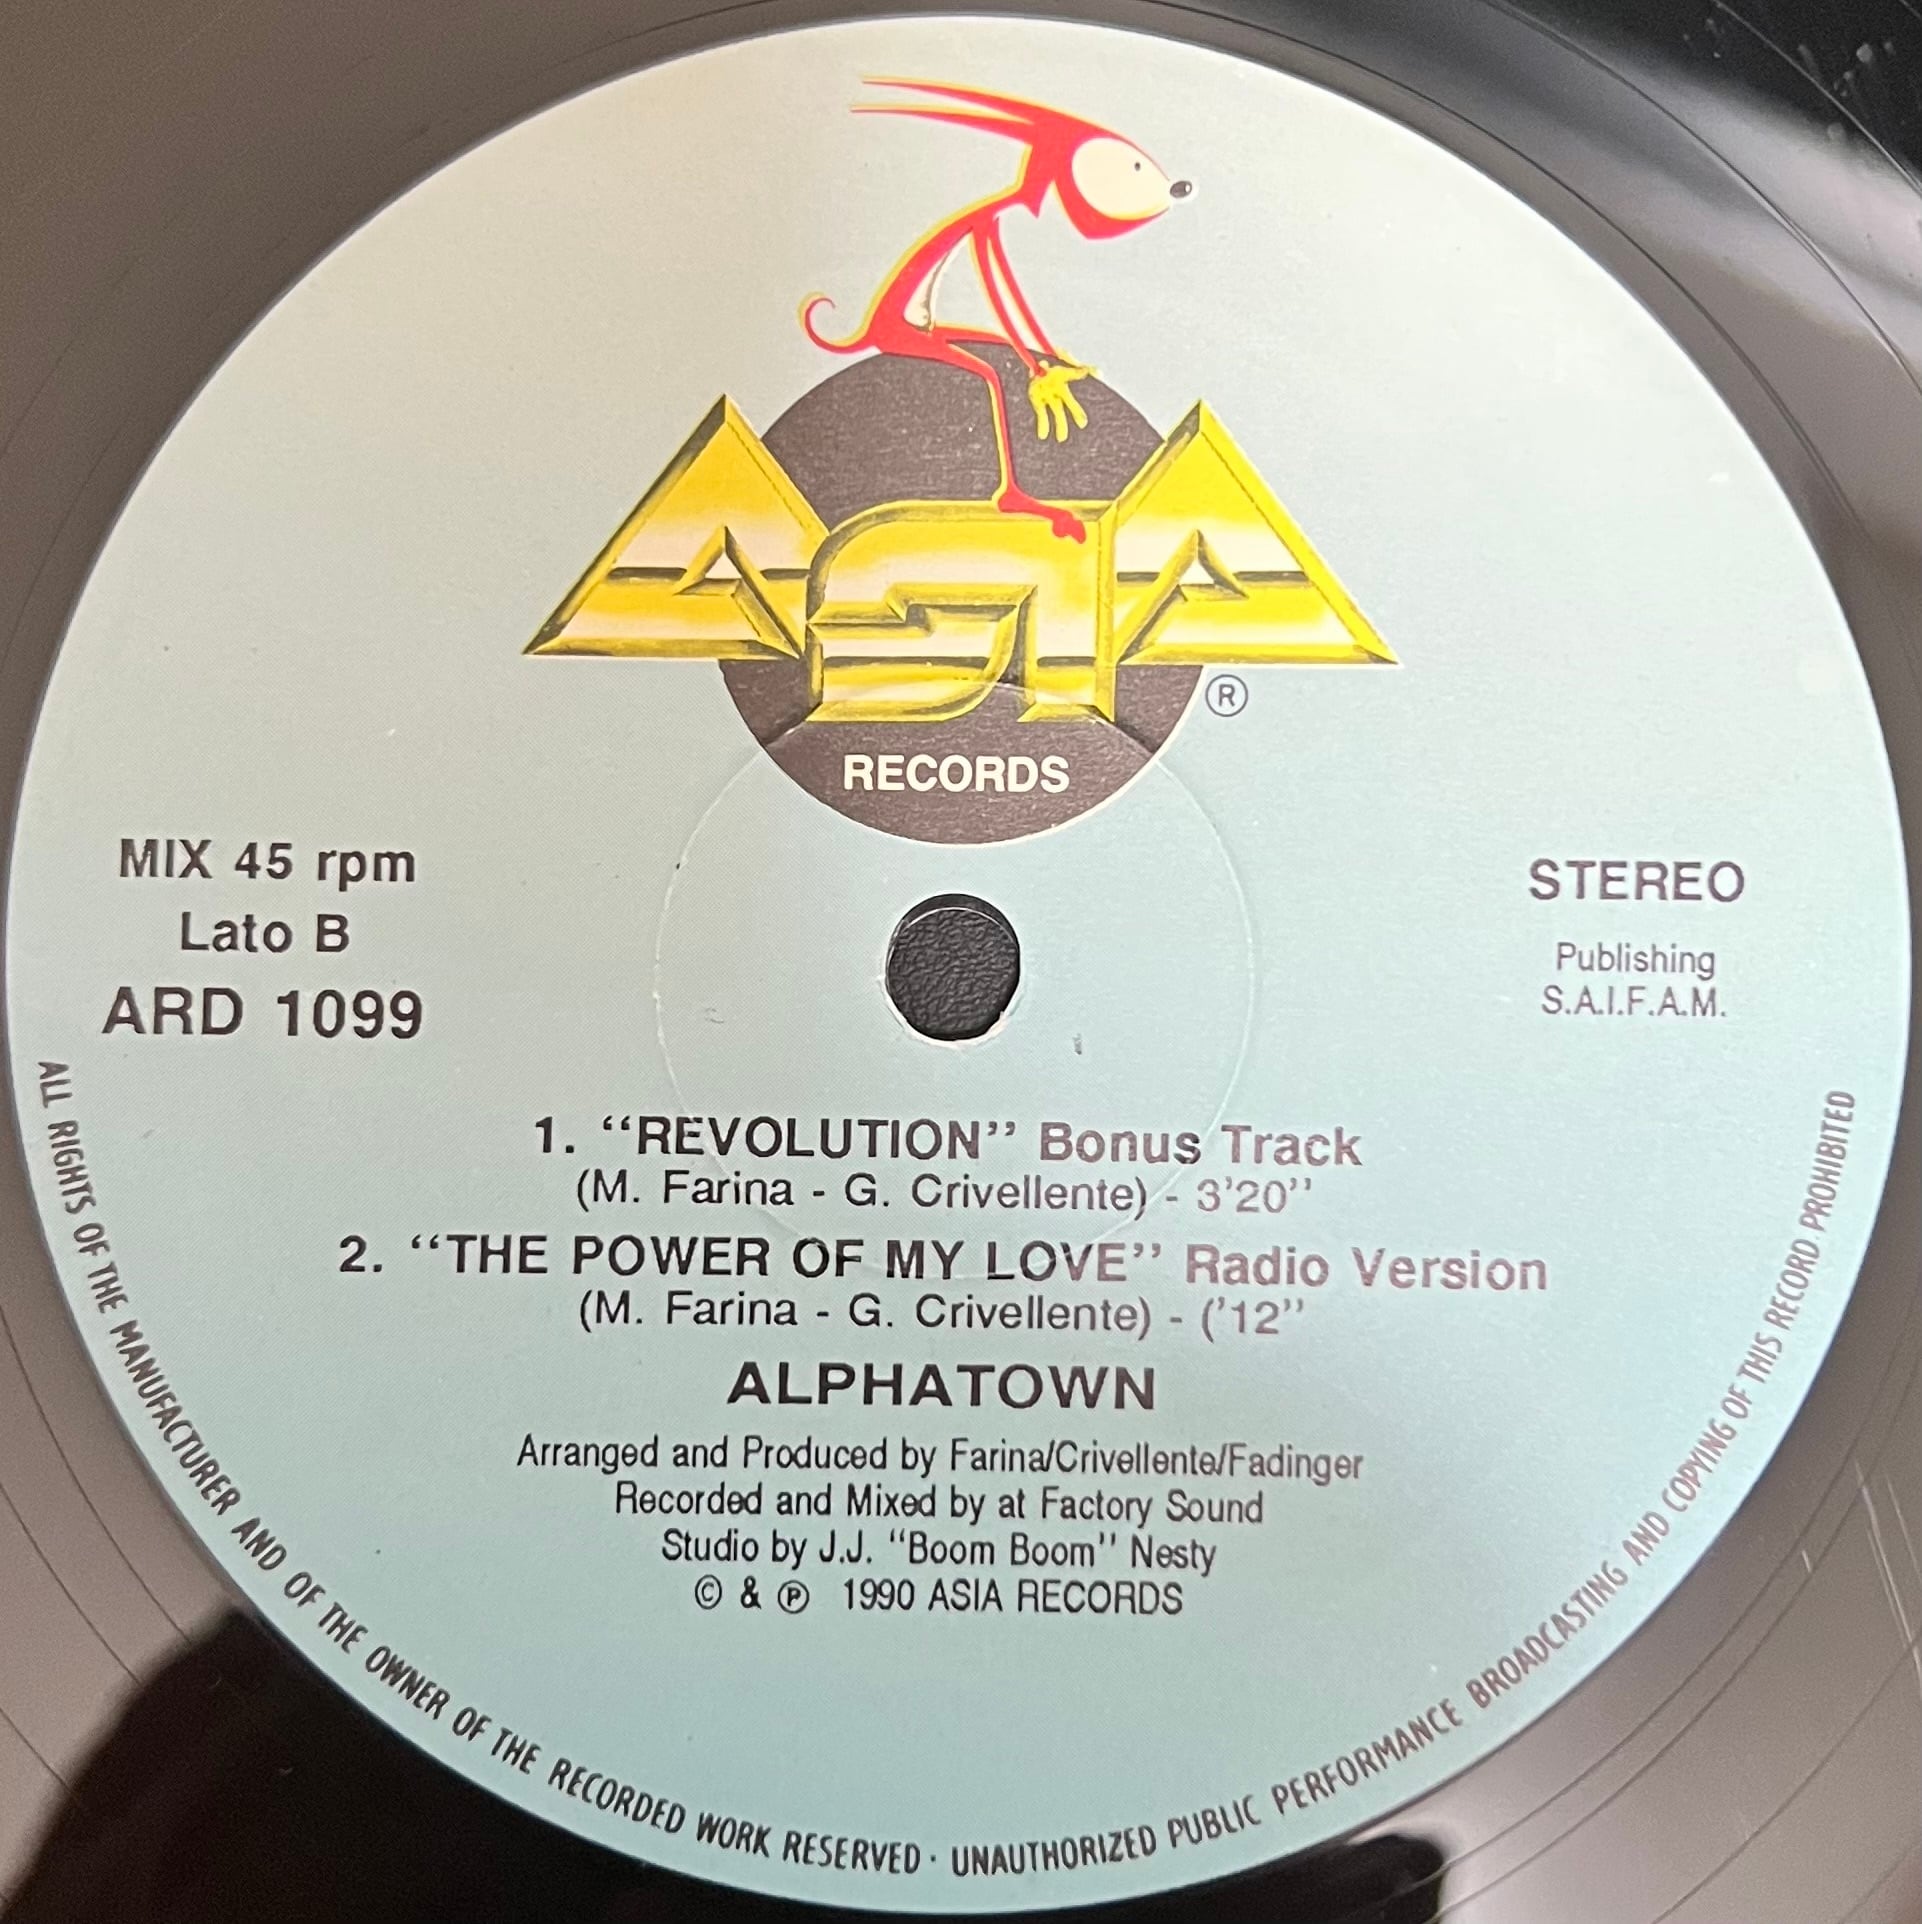 ASIA
RECORDS
®
MIX 45 rpm
Lato B
ARD 1099
STEREO
Publishing
S.A.I.F.A.M.
1. “REVOLUTION” Bonus Track
(M. Farina - G. Crivellente) - 3'20''
2. “THE POWER OF MY LOVE” Radio Version
(M. Farina - G. Crivellente) - ('12''
ALPHATOWN
Arranged and Produced by Farina/Crivellente/Fadinger
Recorded and Mixed by at Factory Sound
Studio by J.J. “Boom Boom” Nesty
© & ℗ 1990 ASIA RECORDS
ALL RIGHTS OF THE MANUFACTURER AND OF THE OWNER OF THE RECORDED WORK RESERVED · UNAUTHORIZED PUBLIC PERFORMANCE BROADCASTING AND COPYING OF THIS RECORD PROHIBITED